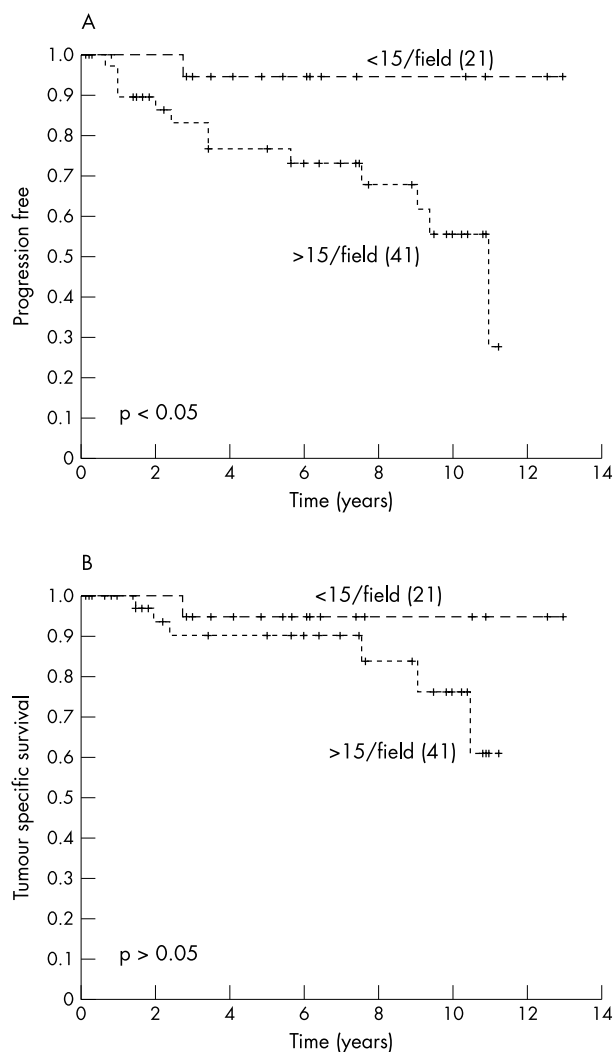 A
1.0
0.9
0.8
0.7
0.6
0.5
0.4
0.3
0.2
0.1
0
Progression free
<15/field (21)
>15/field (41)
p < 0.05
0 2 4 6 8 10 12 14
Time (years)
B
1.0
0.9
0.8
0.7
0.6
0.5
0.4
0.3
0.2
0.1
0
Tumour specific survival
<15/field (21)
>15/field (41)
p > 0.05
0 2 4 6 8 10 12 14
Time (years)